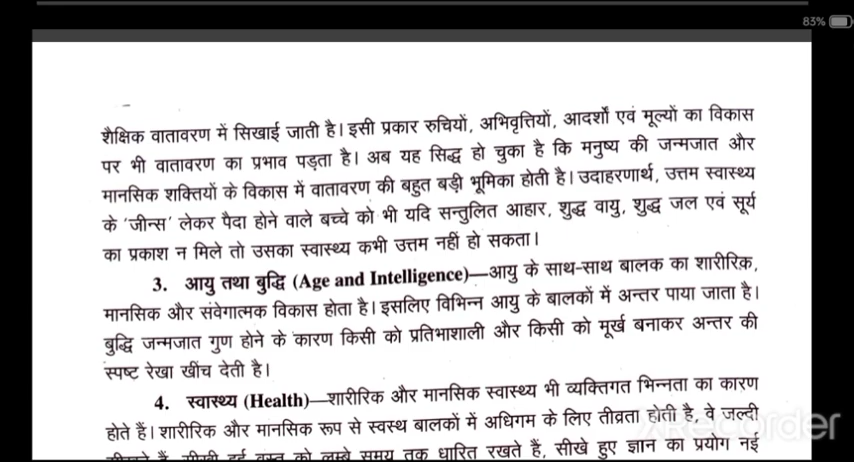 83%
शैक्षिक वातावरण में सिखाई जाती है। इसी प्रकार रुचियों, अभिवृत्तियों, आदर्शों एवं मूल्यों का विकास
पर भी वातावरण का प्रभाव पड़ता है। अब यह सिद्ध हो चुका है कि मनुष्य की जन्मजात और
मानसिक शक्तियों के विकास में वातावरण की बहुत बड़ी भूमिका होती है। उदाहरणार्थ, उत्तम स्वास्थ्य
के 'जीन्स' लेकर पैदा होने वाले बच्चे को भी यदि सन्तुलित आहार, शुद्ध वायु, शुद्ध जल एवं सूर्य
का प्रकाश न मिले तो उसका स्वास्थ्य कभी उत्तम नहीं हो सकता।
3. आयु तथा बुद्धि (Age and Intelligence)—आयु के साथ-साथ बालक का शारीरिक,
मानसिक और संवेगात्मक विकास होता है। इसलिए विभिन्न आयु के बालकों में अन्तर पाया जाता है।
बुद्धि जन्मजात गुण होने के कारण किसी को प्रतिभाशाली और किसी को मूर्ख बनाकर अन्तर की
स्पष्ट रेखा खींच देती है।
4. स्वास्थ्य (Health)—शारीरिक और मानसिक स्वास्थ्य भी व्यक्तिगत भिन्नता का कारण
होते हैं। शारीरिक और मानसिक रूप से स्वस्थ बालकों में अधिगम के लिए तीव्रता होती है, वे जल्दी
को लम्बे समय तक धारित रखते हैं, सीखे हुए ज्ञान का प्रयोग नई